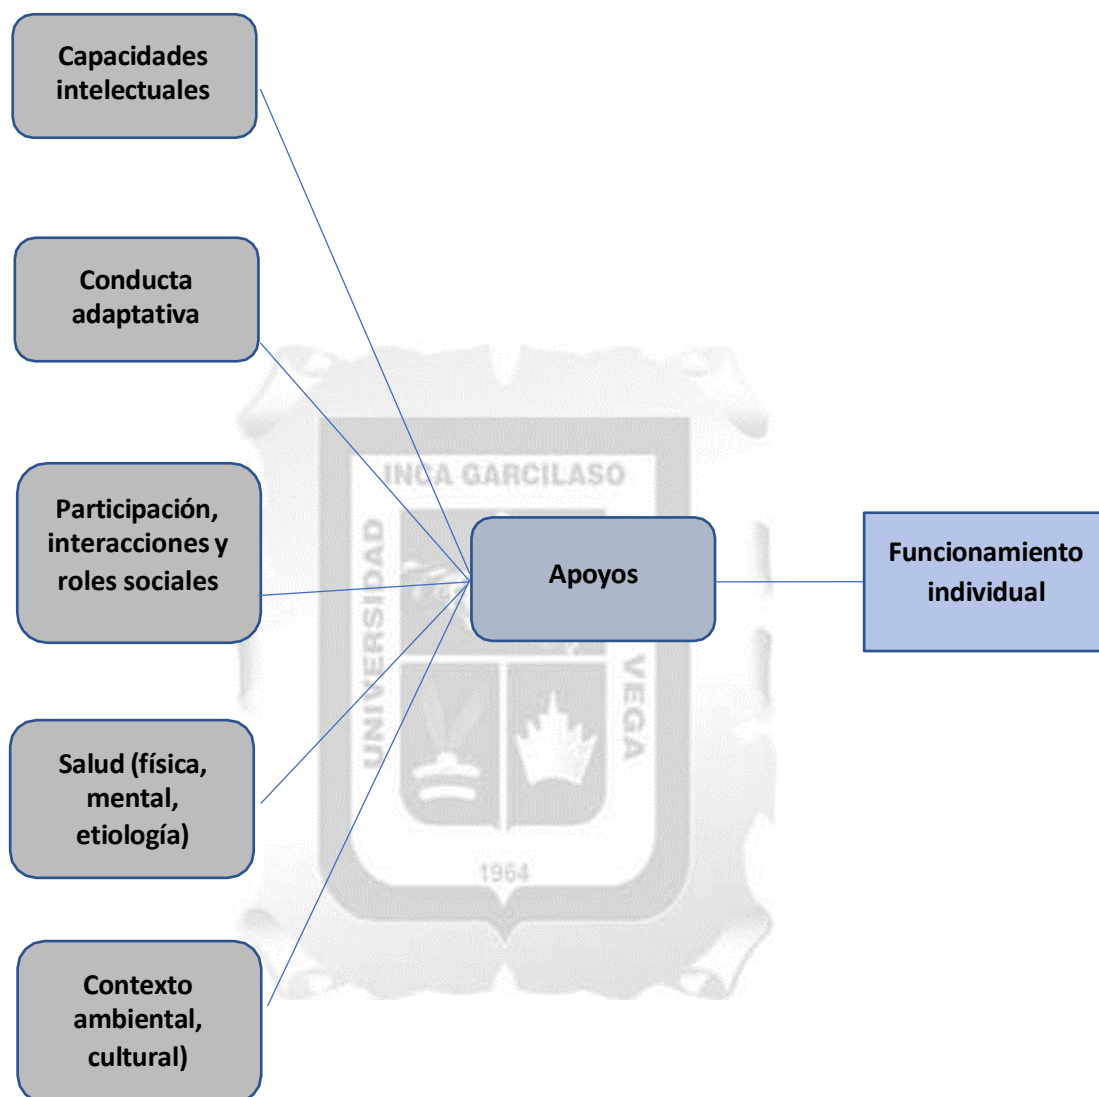 Capacidades
intelectuales
Conducta
adaptativa
Participación,
interacciones y
roles sociales
Salud (física,
mental,
etiología)
Contexto
ambiental,
cultural)
Apoyos
Funcionamiento
individual
INCA GARCILASO
UNIVERSIDAD
VEGA
1964